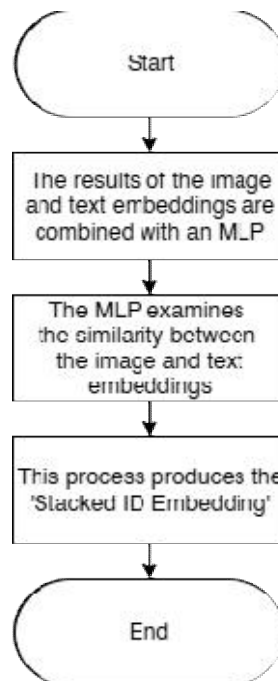 Start
The results of the image
and text embeddings are
combined with an MLP
The MLP examines
the similarity between
the image and text
embeddings
This process produces the
'Stacked ID Embedding'
End